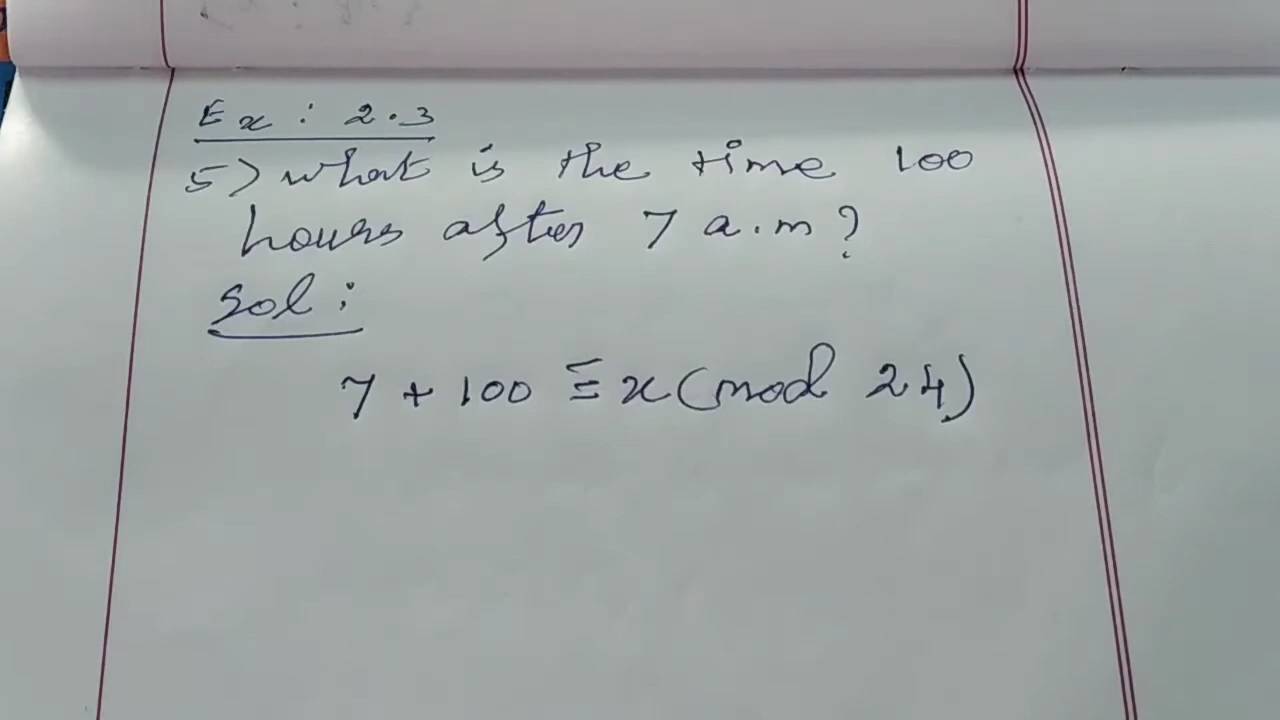 Ex : 2.3
5) what is the time 100
hours after 7 a.m?
Sol :
7 + 100 ≡ x (mod 24)